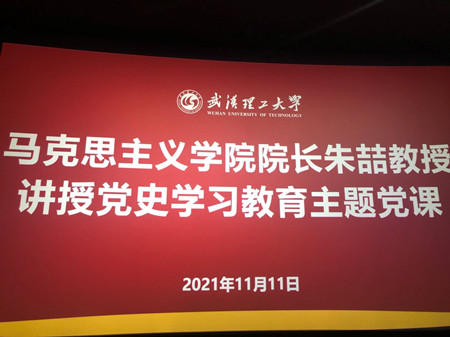 武汉理工大学
WUHAN UNIVERSITY OF TECHNOLOGY
马克思主义学院院长朱喆教授
讲授党史学习教育主题党课
2021年11月11日